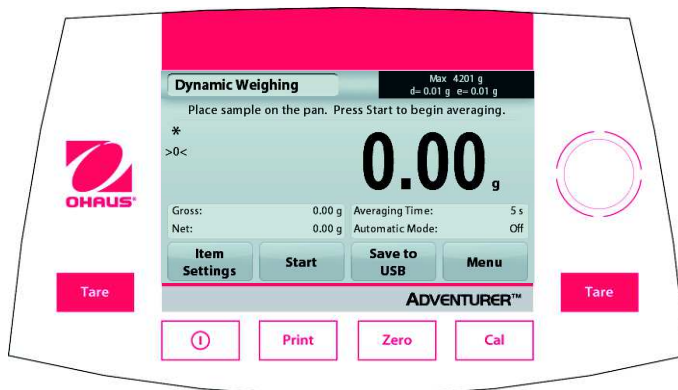 Dynamic Weighing
Max 4201 g
d= 0.01 g e= 0.01 g
Place sample on the pan. Press Start to begin averaging.
*
>0<
0.00 g
Gross: 0.00 g Averaging Time: 5 s
Net: 0.00 g Automatic Mode: Off
Item Settings
Start
Save to USB
Menu
OHAUS®
Tare
ADVENTURER™
Tare
Print
Zero
Cal